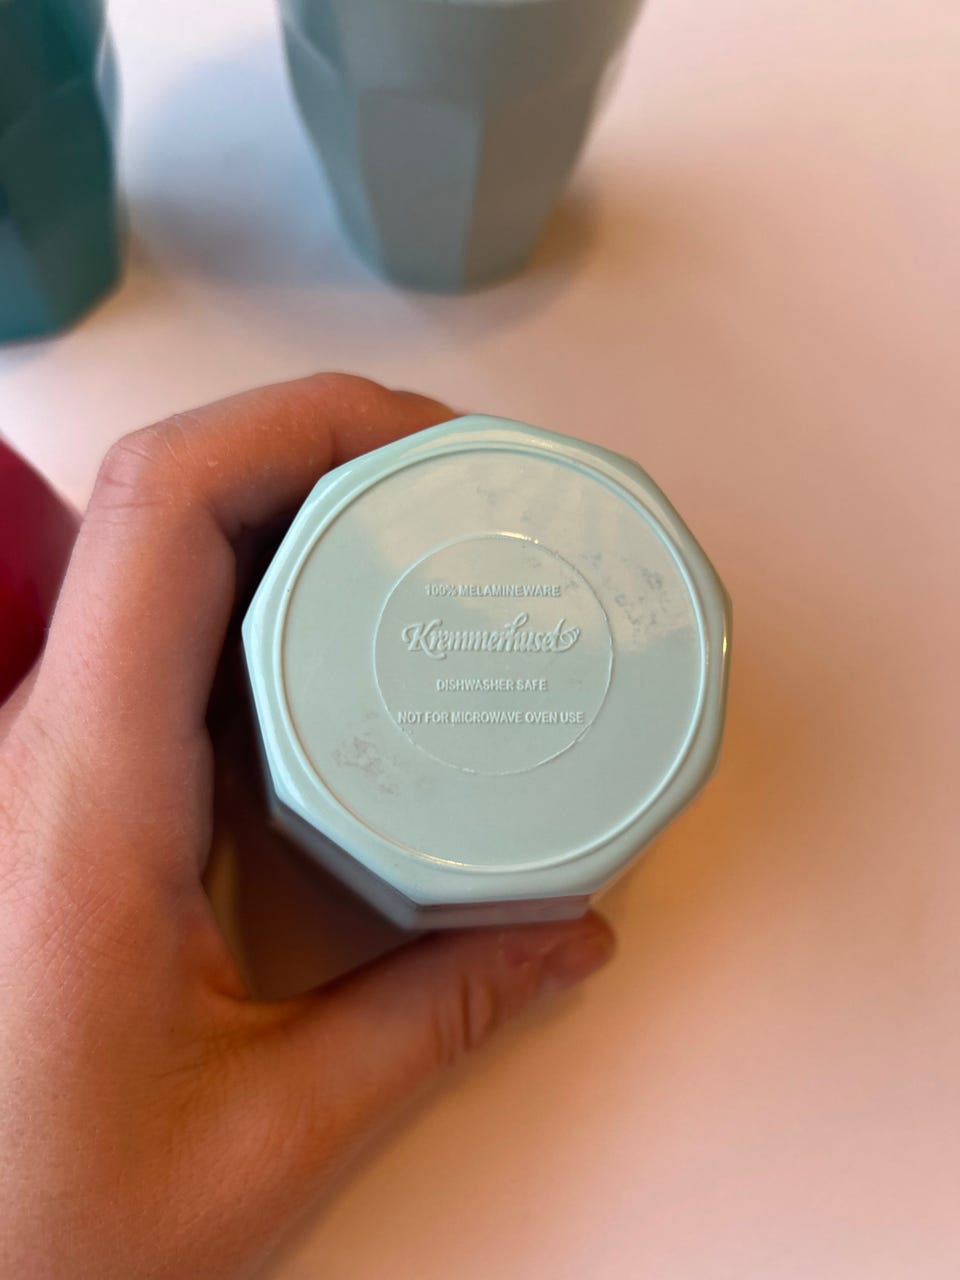 100% MELAMINEWARE
Kremmerhuset
DISHWASHER SAFE
NOT FOR MICROWAVE OVEN USE